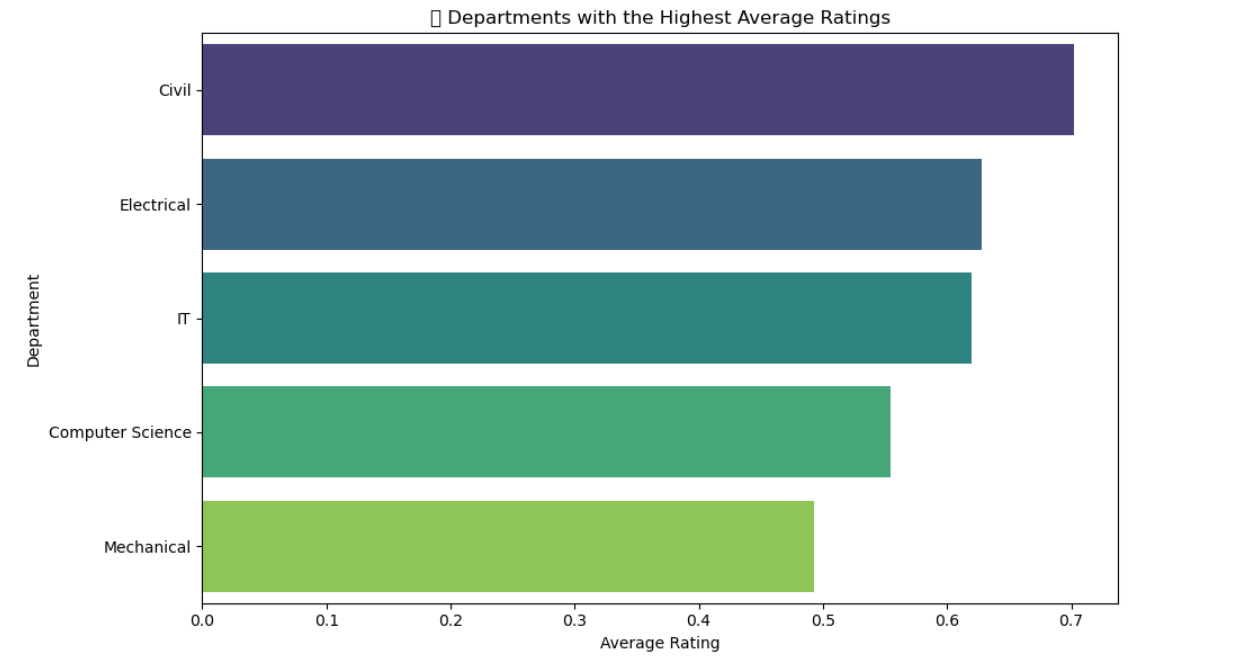 Departments with the Highest Average Ratings
Civil
Electrical
IT
Computer Science
Mechanical
Department
0.0 0.1 0.2 0.3 0.4 0.5 0.6 0.7
Average Rating